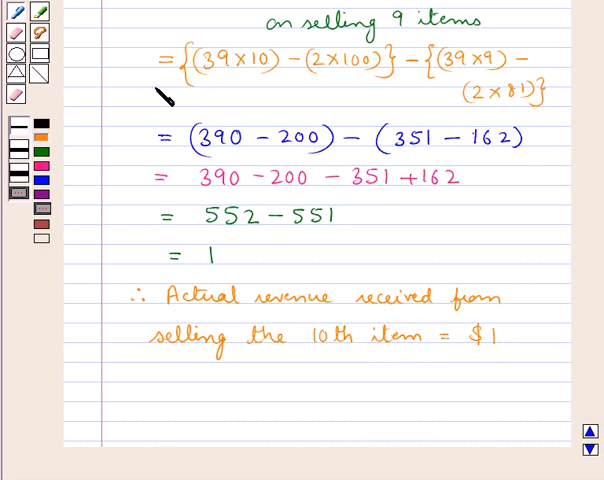 on selling 9 items
= {(39×10) – (2×100)} – {(39×9) –
(2×81)}
= (390 – 200) – (351 – 162)
= 390 – 200 – 351 + 162
= 552 – 551
= 1
∴ Actual revenue received from
selling the 10th item = $1